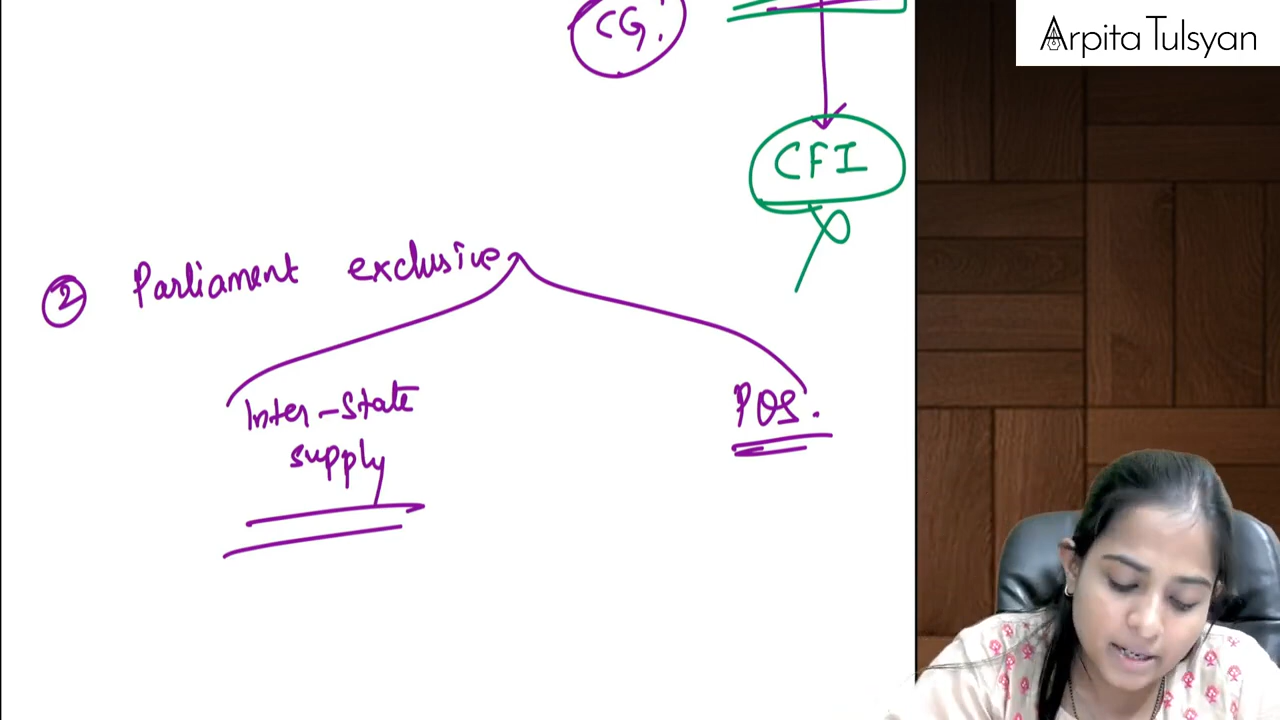 Arpita Tulsyan
CG!
CFI
② Parliament exclusive
Inter-State
supply
POS.